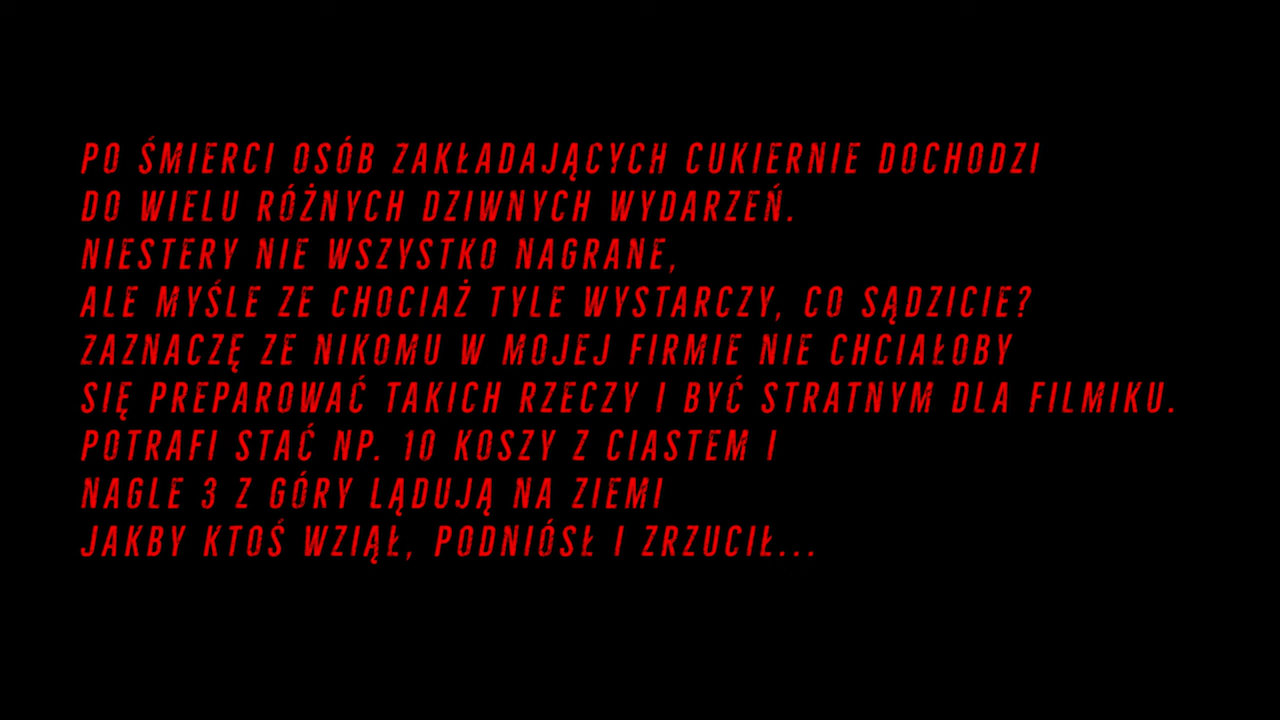 PO ŚMIERCI OSÓB ZAKŁADAJĄCYCH CUKIERNIE DOCHODZI
DO WIELU RÓŻNYCH DZIWNYCH WYDARZEŃ.
NIESTERY NIE WSZYSTKO NAGRANE,
ALE MYŚLE ZE CHOCIAŻ TYLE WYSTARCZY, CO SĄDZICIE?
ZAZNACZĘ ZE NIKOMU W MOJEJ FIRMIE NIE CHCIAŁOBY
SIĘ PREPAROWAĆ TAKICH RZECZY I BYĆ STRATNYM DLA FILMIKU.
POTRAFI STAĆ NP. 10 KOSZY Z CIASTEM I
NAGLE 3 Z GÓRY LĄDUJĄ NA ZIEMI
JAKBY KTOŚ WZIĄŁ, PODNIÓSŁ I ZRZUCIŁ...